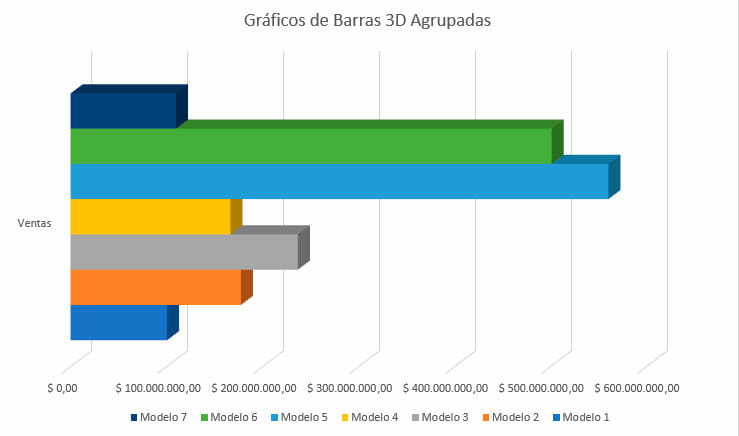 Gráficos de Barras 3D Agrupadas
Ventas
$ 0,00 $ 100.000.000,00 $ 200.000.000,00 $ 300.000.000,00 $ 400.000.000,00 $ 500.000.000,00 $ 600.000.000,00
Modelo 7 Modelo 6 Modelo 5 Modelo 4 Modelo 3 Modelo 2 Modelo 1